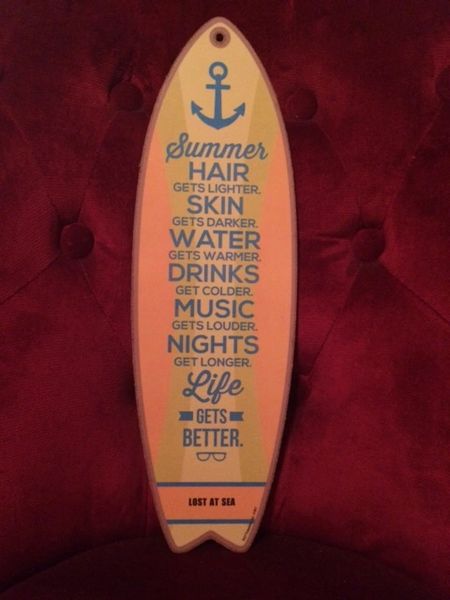 Summer
HAIR
GETS LIGHTER.
SKIN
GETS DARKER.
WATER
GETS WARMER.
DRINKS
GET COLDER.
MUSIC
GETS LOUDER.
NIGHTS
GET LONGER.
Life
GETS
BETTER.
LOST AT SEA